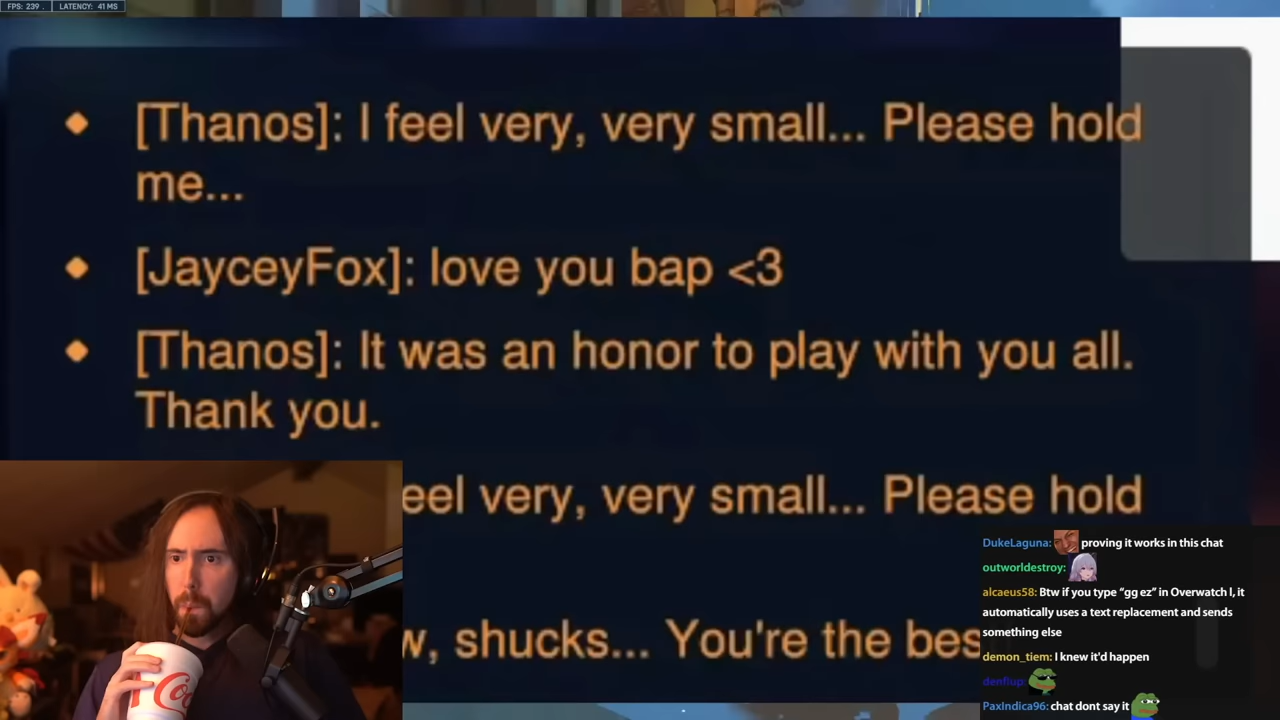 FPS: 239 . LATENCY: 41 MS
[Thanos]: I feel very, very small... Please hold
me...
[JayceyFox]: love you bap <3
[Thanos]: It was an honor to play with you all.
Thank you.
very, very small... Please hold
shucks... You're the
DukeLaguna: proving it works in this chat
outworldestroy:
alcaeus58: Btw if you type "gg ez" in Overwatch I, it
automatically uses a text replacement and sends
something else
demon_tiem: I knew it'd happen
denflup:
PaxIndica96: chat dont say it